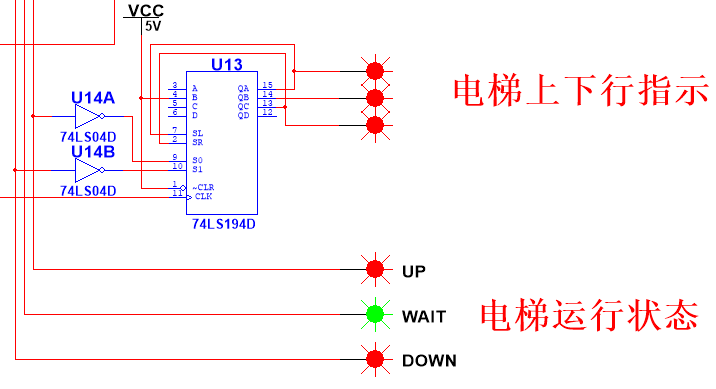 VCC
5V
U13
U14A
74LS04D
U14B
74LS04D
3 A QA 15
4 B QB 14
5 C QC 13
6 D QD 12
7 SL
2 SR
9 S0
10 S1
1 ~CLR
11 CLK
74LS194D
电梯上下行指示
UP
WAIT
电梯运行状态
DOWN